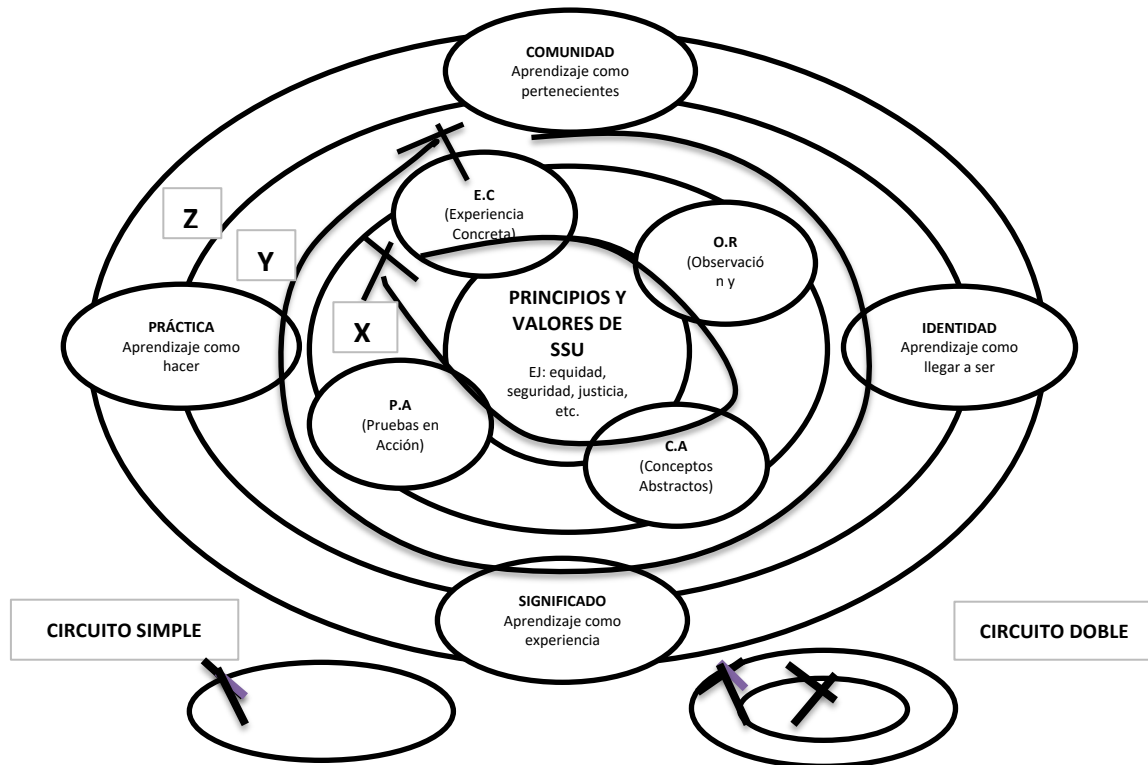 COMUNIDAD
Aprendizaje como
pertenecientes
E.C
(Experiencia
Concreta)
Z
O.R
(Observació
n y
Y
PRINCIPIOS Y
VALORES DE
SSU
EJ: equidad,
seguridad, justicia,
etc.
X
PRÁCTICA
Aprendizaje como
hacer
IDENTIDAD
Aprendizaje como
llegar a ser
P.A
(Pruebas en
Acción)
C.A
(Conceptos
Abstractos)
SIGNIFICADO
Aprendizaje como
experiencia
CIRCUITO SIMPLE
CIRCUITO DOBLE